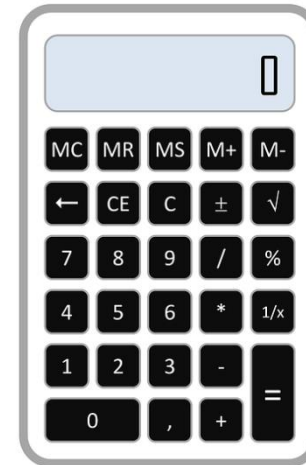 0
MC MR MS M+ M-
← CE C ± √
7 8 9 / %
4 5 6 * 1/x
1 2 3 -
0 , + =